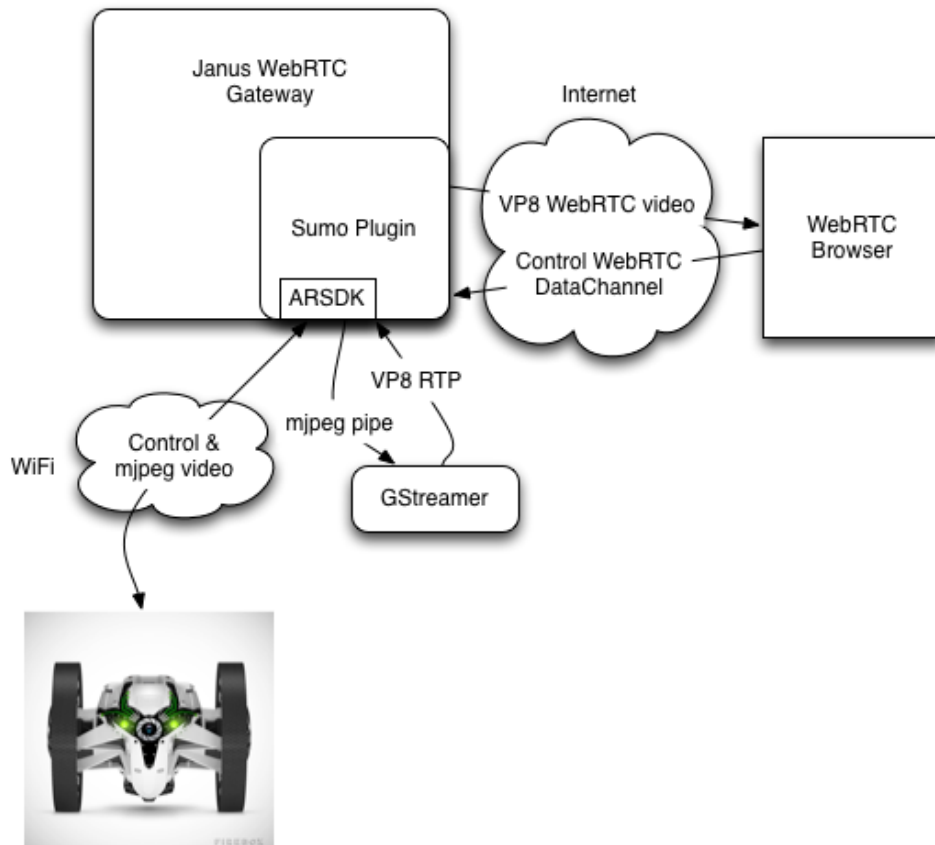 Janus WebRTC
Gateway
Internet
Sumo Plugin
VP8 WebRTC video
WebRTC
Browser
Control WebRTC
DataChannel
ARSDK
VP8 RTP
mjpeg pipe
Control &
mjpeg video
WiFi
GStreamer